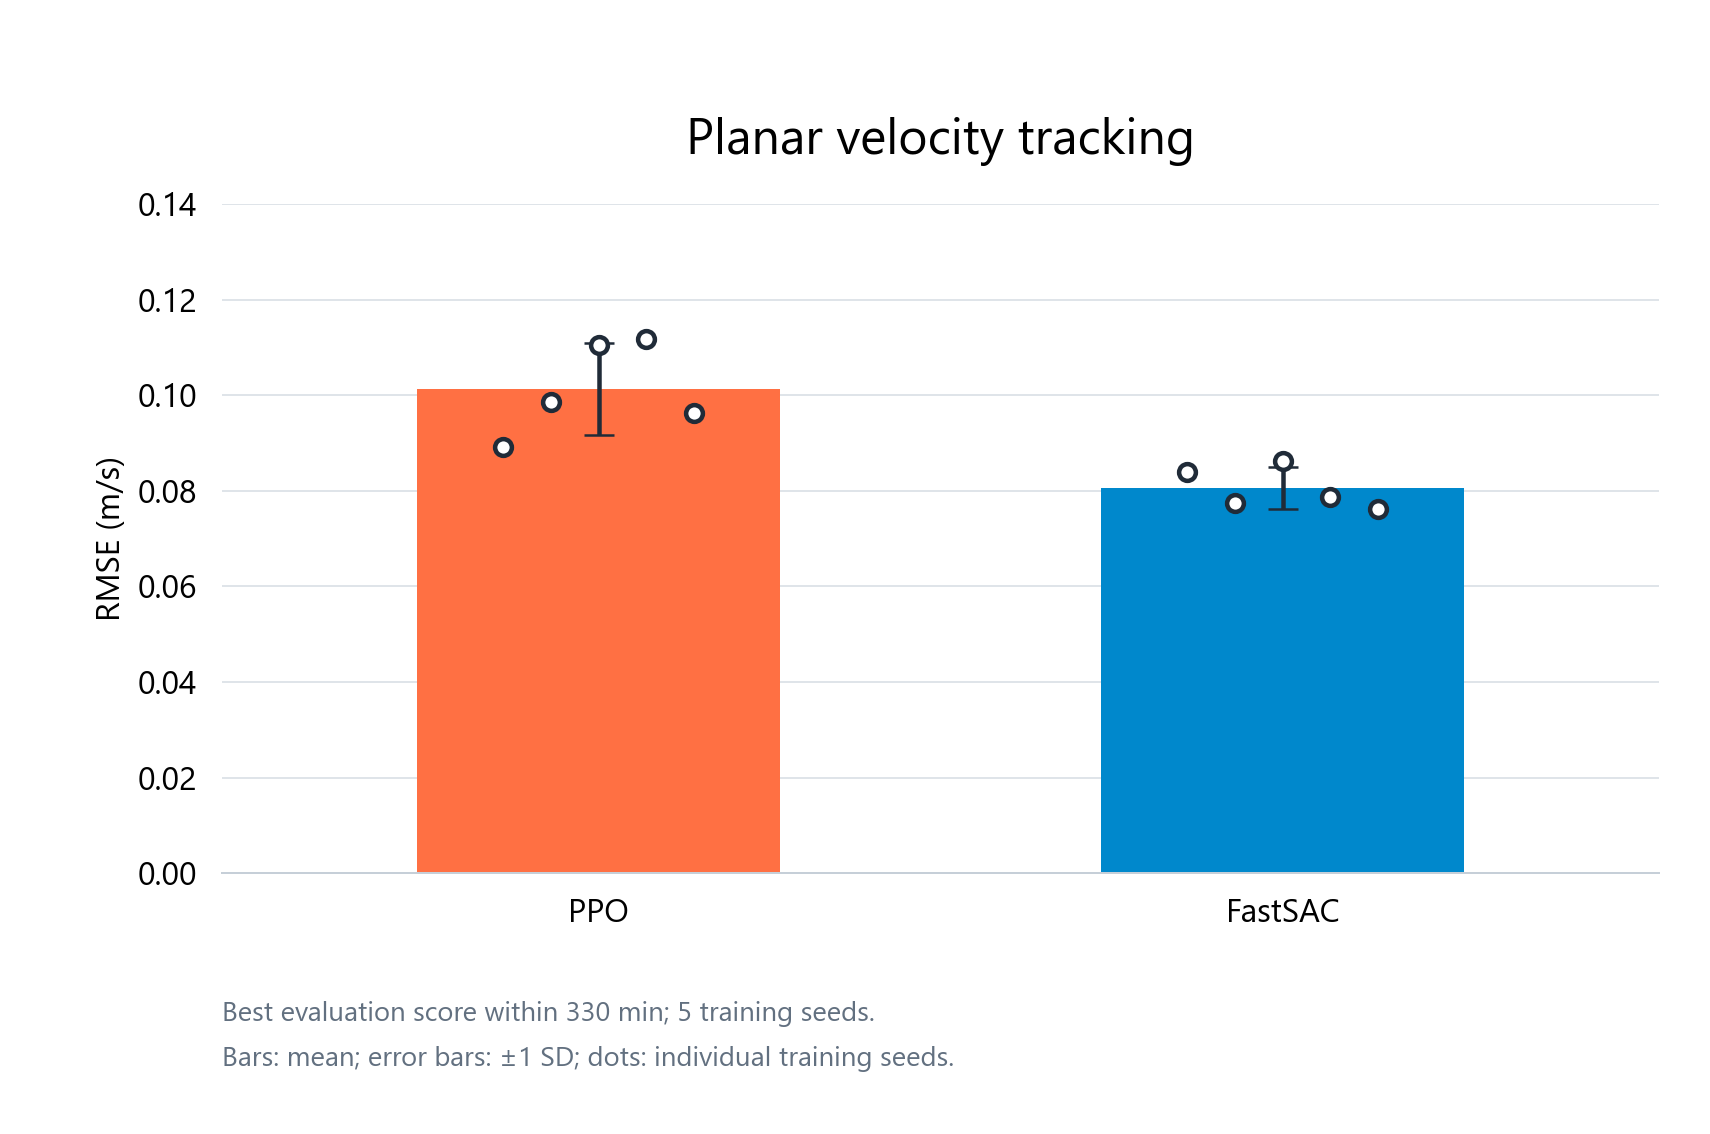 Planar velocity tracking
0.14
0.12
0.10
0.08
0.06
0.04
0.02
0.00
RMSE (m/s)
PPO
FastSAC
Best evaluation score within 330 min; 5 training seeds.
Bars: mean; error bars: ±1 SD; dots: individual training seeds.